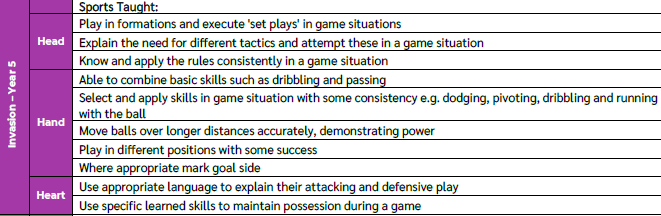 Invasion – Year 5
Sports Taught:
Head
Play in formations and execute 'set plays' in game situations
Explain the need for different tactics and attempt these in a game situation
Know and apply the rules consistently in a game situation
Hand
Able to combine basic skills such as dribbling and passing
Select and apply skills in game situation with some consistency e.g. dodging, pivoting, dribbling and running
with the ball
Move balls over longer distances accurately, demonstrating power
Play in different positions with some success
Where appropriate mark goal side
Heart
Use appropriate language to explain their attacking and defensive play
Use specific learned skills to maintain possession during a game